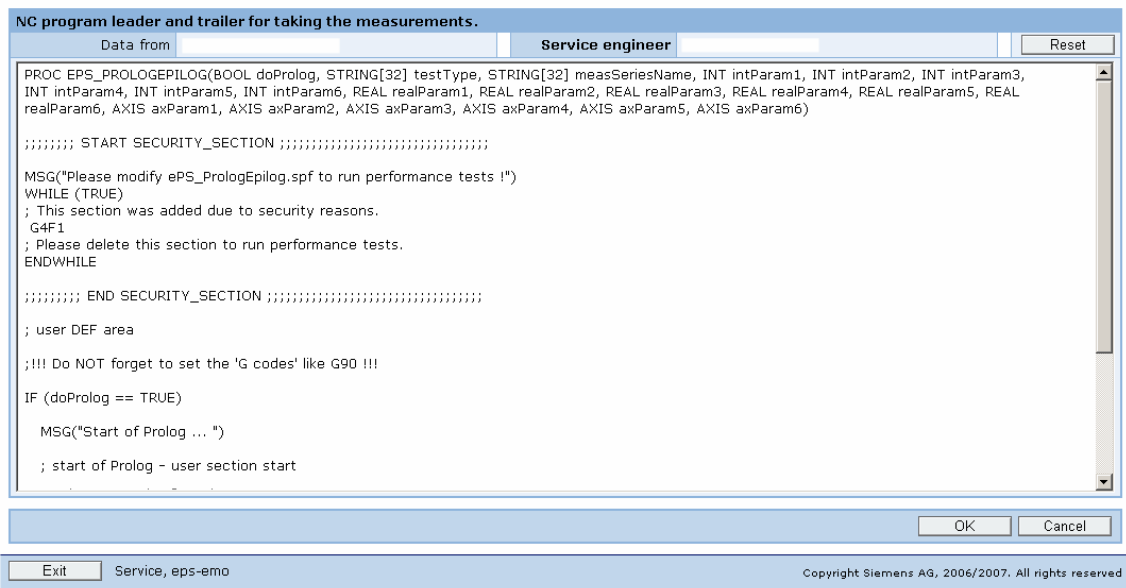 NC program leader and trailer for taking the measurements.
Data from Service engineer Reset
PROC EPS_PROLOGEPILOG(BOOL doProlog, STRING[32] testType, STRING[32] measSeriesName, INT intParam1, INT intParam2, INT intParam3,
INT intParam4, INT intParam5, INT intParam6, REAL realParam1, REAL realParam2, REAL realParam3, REAL realParam4, REAL realParam5, REAL
realParam6, AXIS axParam1, AXIS axParam2, AXIS axParam3, AXIS axParam4, AXIS axParam5, AXIS axParam6)
;;;;;;;; START SECURITY_SECTION ;;;;;;;;;;;;;;;;;;;;;;;;;;;;;;;;;
MSG("Please modify ePS_PrologEpilog.spf to run performance tests !")
WHILE (TRUE)
; This section was added due to security reasons.
G4F1
; Please delete this section to run performance tests.
ENDWHILE
;;;;;;;;; END SECURITY_SECTION ;;;;;;;;;;;;;;;;;;;;;;;;;;;;;;;;;;
; user DEF area
;!!! Do NOT forget to set the 'G codes' like G90 !!!
IF (doProlog == TRUE)
MSG("Start of Prolog ... ")
; start of Prolog - user section start
OK Cancel
Exit Service, eps-emo Copyright Siemens AG, 2006/2007. All rights reserved